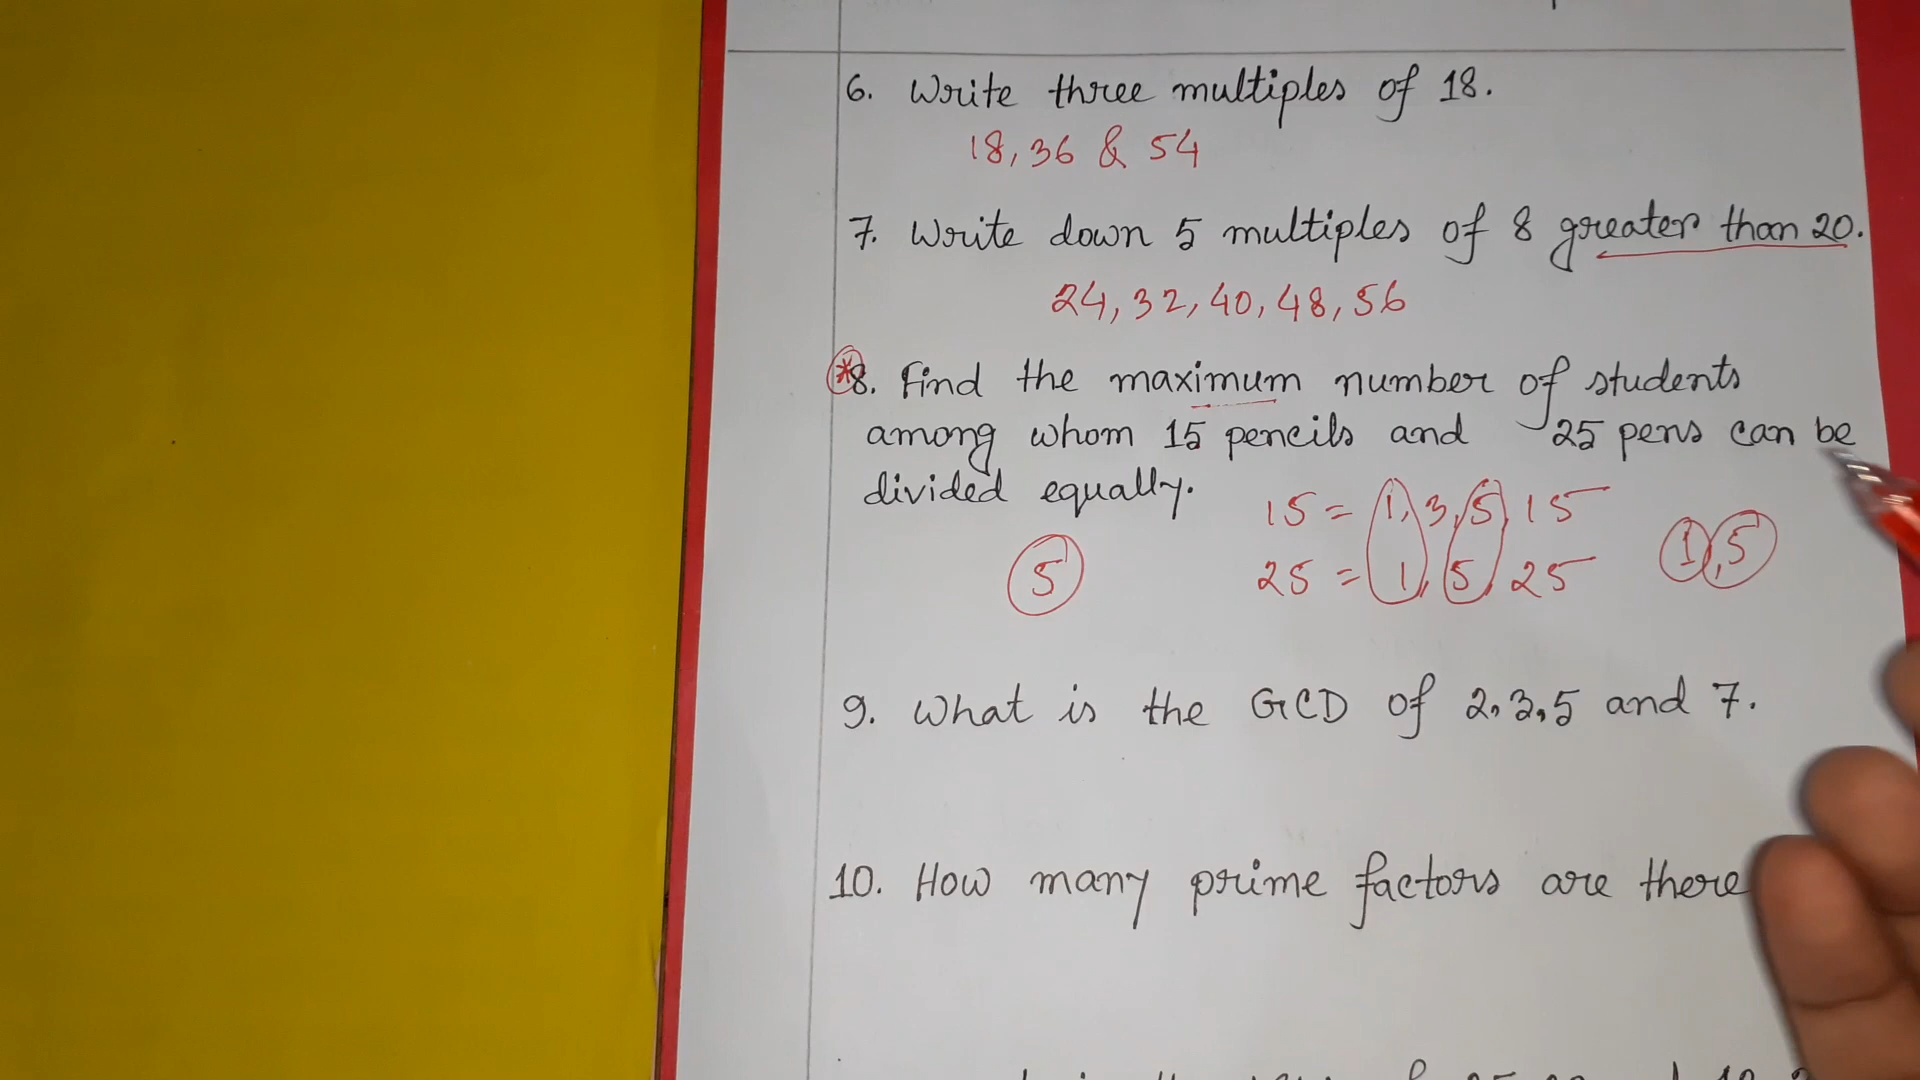 6. Write three multiples of 18.
18, 36 & 54
7. Write down 5 multiples of 8 greater than 20.
24, 32, 40, 48, 56
*8. Find the maximum number of students
among whom 15 pencils and 25 pens can be
divided equally.
15 = 1, 3, 5, 15
25 = 1, 5, 25
1, 5
5
9. What is the GCD of 2, 3, 5 and 7.
10. How many prime factors are there